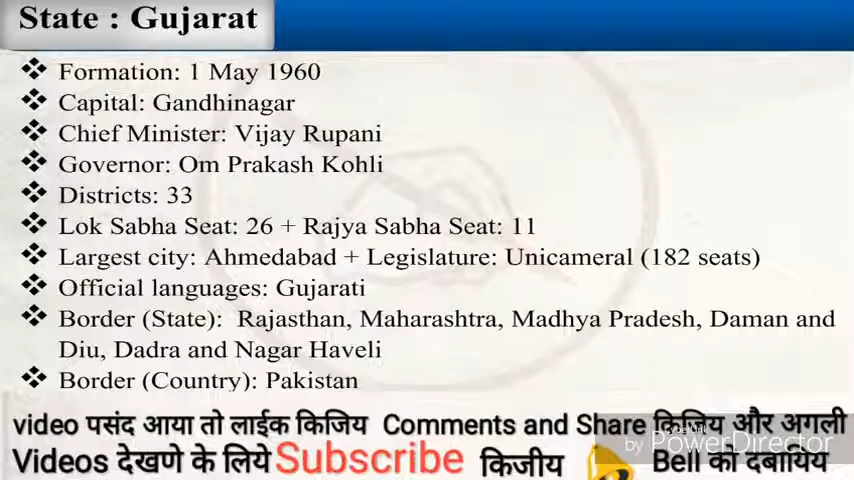 State : Gujarat
❖ Formation: 1 May 1960
❖ Capital: Gandhinagar
❖ Chief Minister: Vijay Rupani
❖ Governor: Om Prakash Kohli
❖ Districts: 33
❖ Lok Sabha Seat: 26 + Rajya Sabha Seat: 11
❖ Largest city: Ahmedabad + Legislature: Unicameral (182 seats)
❖ Official languages: Gujarati
❖ Border (State): Rajasthan, Maharashtra, Madhya Pradesh, Daman and
Diu, Dadra and Nagar Haveli
❖ Border (Country): Pakistan
video पसंद आया तो लाईक किजिय Comments and Share किजिय और अगली
Videos देखणे के लिये Subscribe किजीय Bell को दबायिय
by PowerDirector